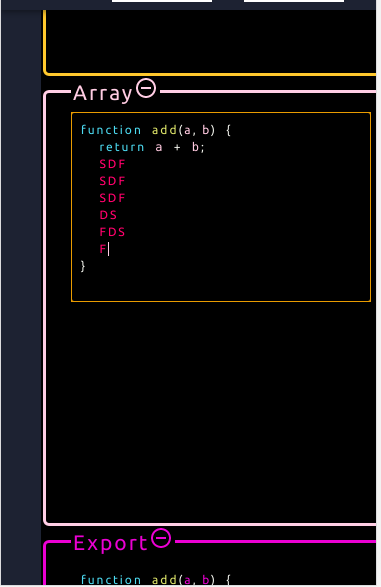 Array
function add(a, b) {
return a + b;
SDF
SDF
SDF
DS
FDS
F
}
Export
function add(a, b) {